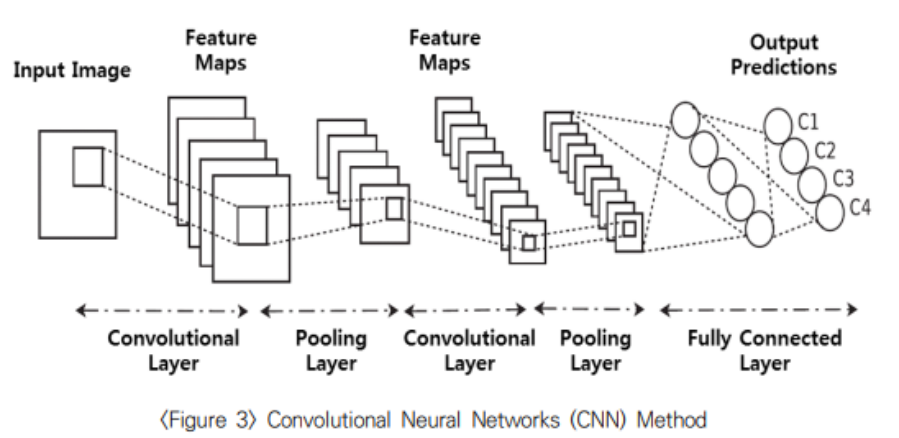 Input Image
Feature
Maps
Feature
Maps
Output
Predictions
C1
C2
C3
C4
Convolutional
Layer
Pooling
Layer
Convolutional
Layer
Pooling
Layer
Fully Connected
Layer
〈Figure 3〉 Convolutional Neural Networks (CNN) Method